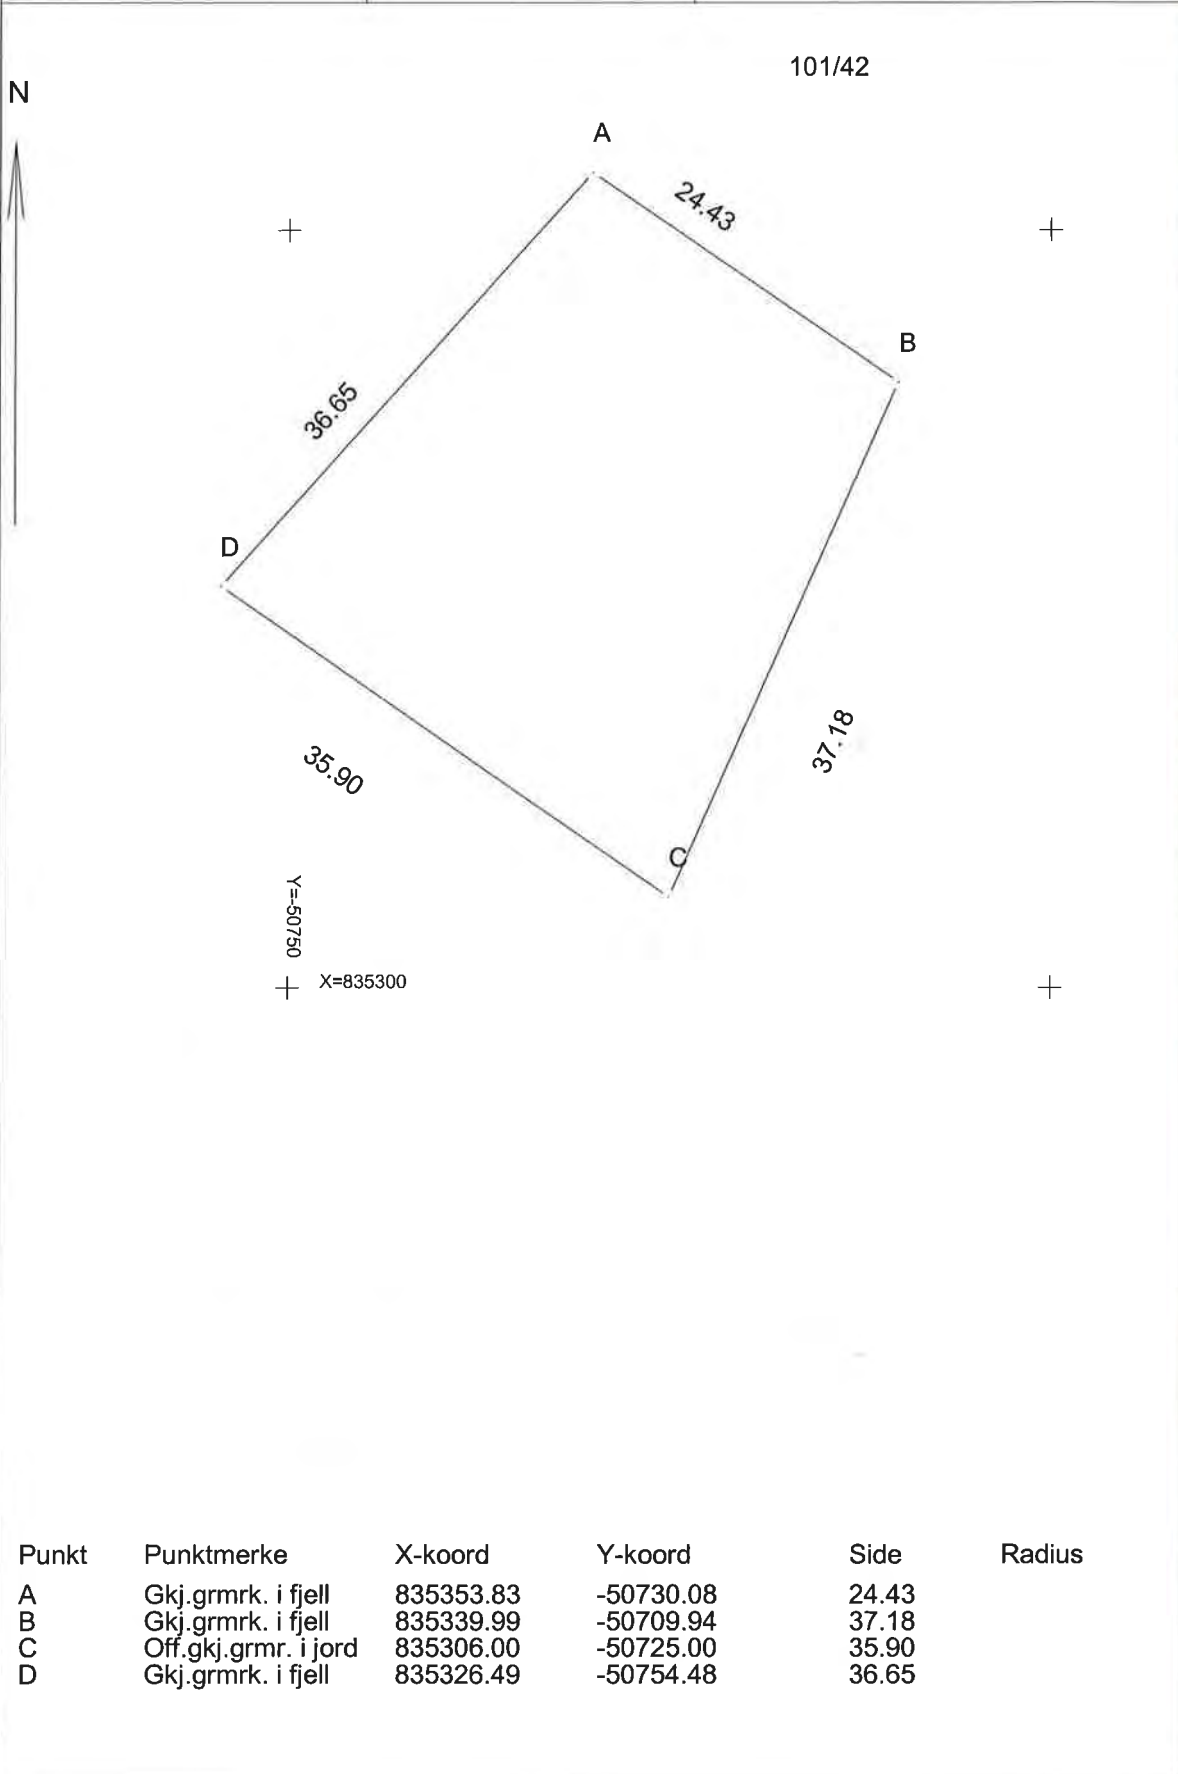 101/42
N
A
24.43
B
36.65
D
37.18
35.90
C
Y=-50750
X=835300
Punkt Punktmerke X-koord Y-koord Side Radius
A Gkj.grmrk. i fjell 835353.83 -50730.08 24.43
B Gkj.grmrk. i fjell 835339.99 -50709.94 37.18
C Off.gkj.grmr. i jord 835306.00 -50725.00 35.90
D Gkj.grmrk. i fjell 835326.49 -50754.48 36.65